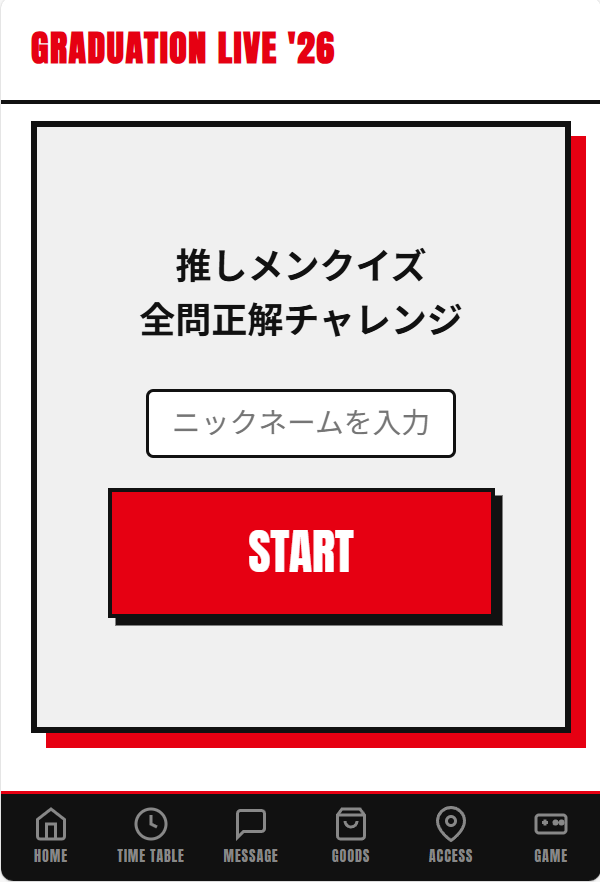 GRADUATION LIVE '26
推しメンクイズ
全問正解チャレンジ
ニックネームを入力
START
HOME
TIME TABLE
MESSAGE
GOODS
ACCESS
GAME